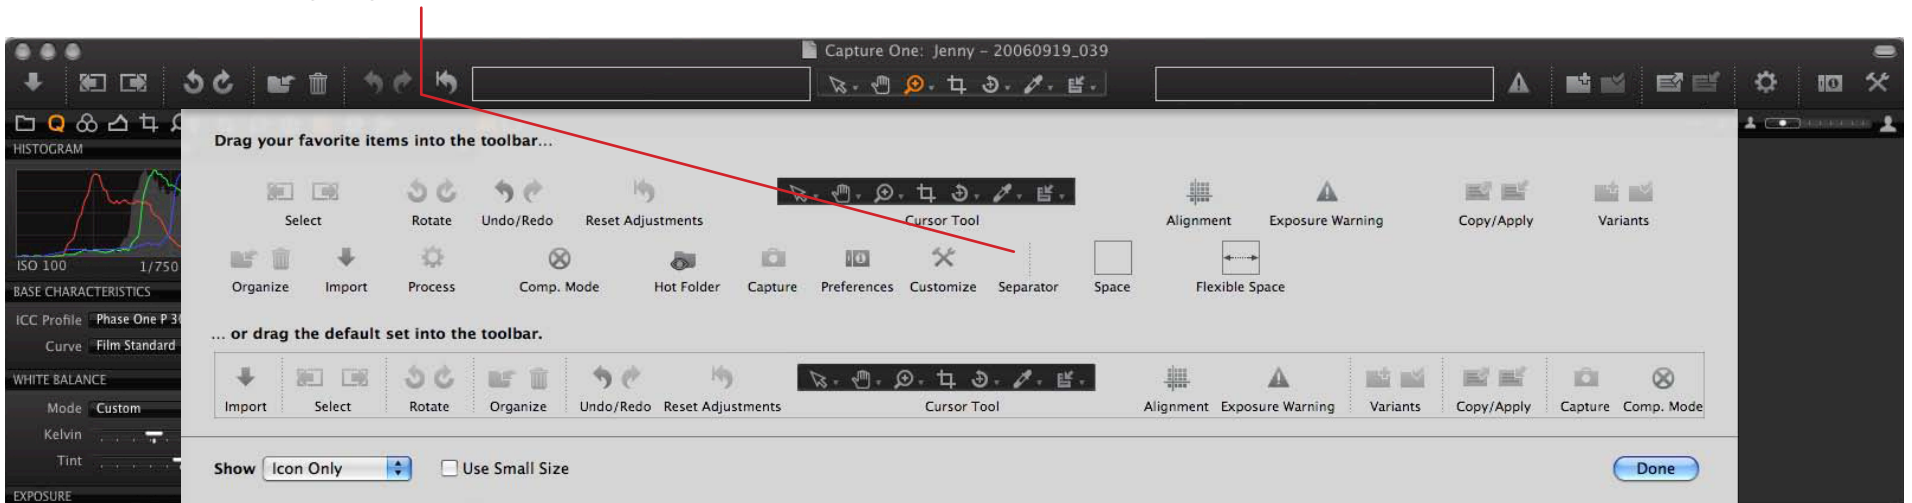 Capture One: Jenny – 20060919_039
HISTOGRAM
Drag your favorite items into the toolbar...
Select Rotate Undo/Redo Reset Adjustments Cursor Tool Alignment Exposure Warning Copy/Apply Variants
ISO 100 1/750
Organize Import Process Comp. Mode Hot Folder Capture Preferences Customize Separator Space Flexible Space
BASE CHARACTERISTICS
ICC Profile Phase One P 30
... or drag the default set into the toolbar.
Curve Film Standard
WHITE BALANCE
Import Select Rotate Organize Undo/Redo Reset Adjustments Cursor Tool Alignment Exposure Warning Variants Copy/Apply Capture Comp. Mode
Mode Custom
Kelvin
Tint
Show Icon Only Use Small Size Done
EXPOSURE